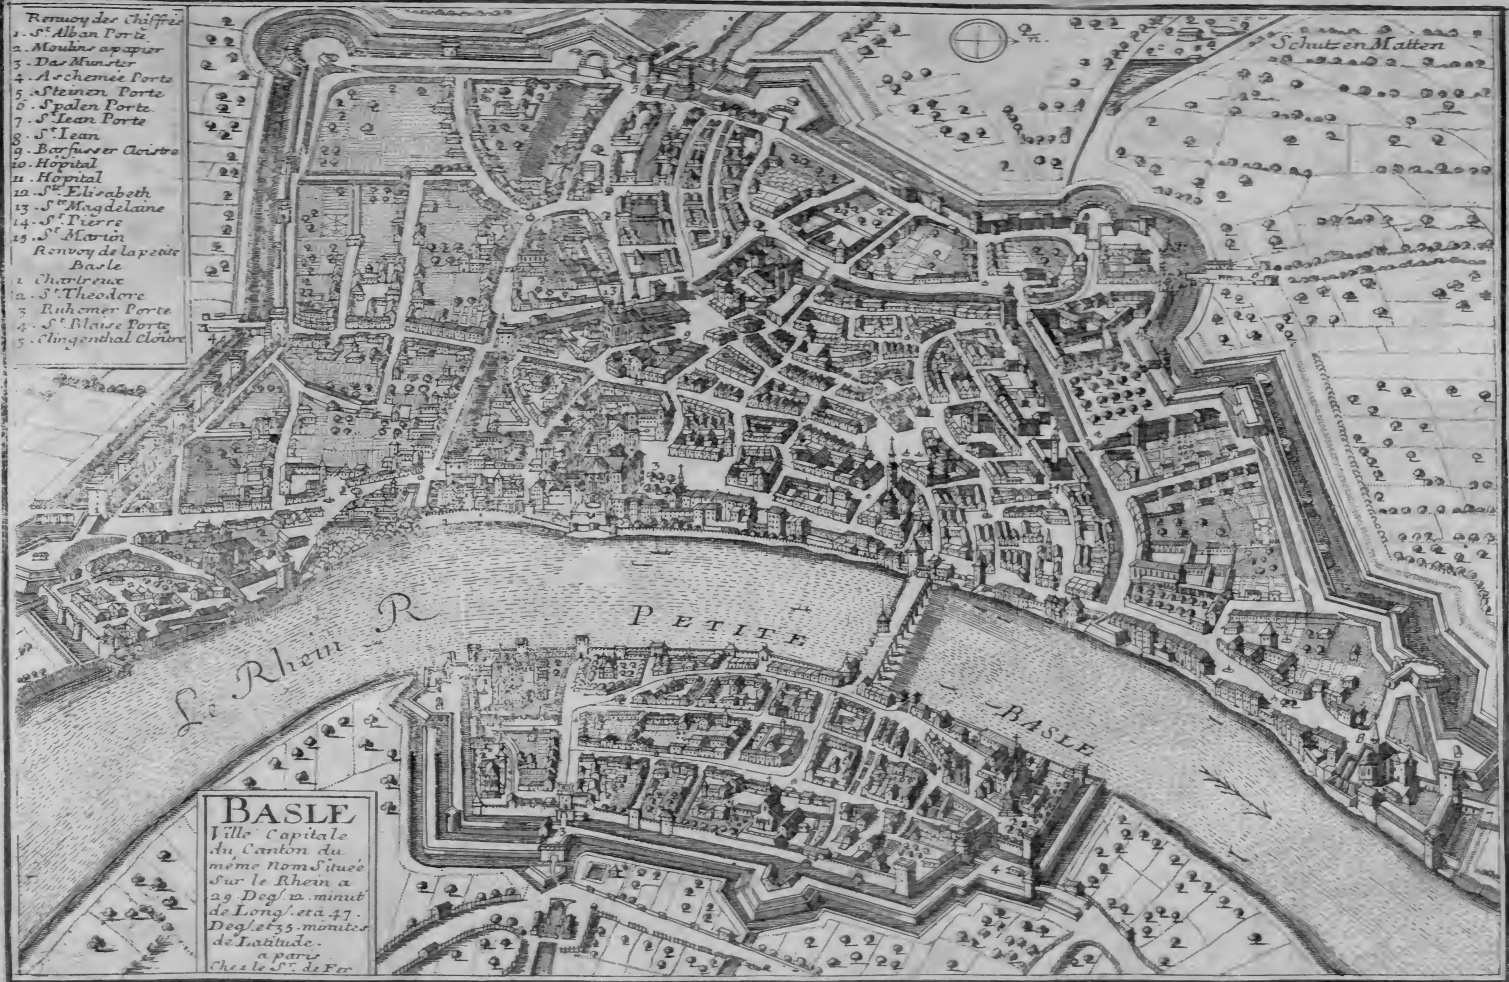 Renvoy des Chiffres
1. St. Alban Porte
2. Moulins a papier
3. Das Munster
4. Aschemée Porte
5. Steinen Porte
6. Spalen Porte
7. St. Iean Porte
8. St. Iean
9. Barfusser Cloistre
10. Hôpital
11. Hôpital
12. Ste. Elisabeth
13. Ste. Magdelaine
14. St. Pierre
15. St. Martin
Renvoy de la petite
Basle
1 Chartreux
2. St. Theodore
3 Ruhomer Porte
4. St. Blaise Porte
5. Clingenthal Cloitre
Schutzen Matten
Le Rhein R
PETITE
BASLE
BASLE
Ville Capitale
du Canton du
même Nom Située
Sur le Rhein a
29 Deg. 12. minut
de Long. et a 47.
Deg. et 35. monutes
de Latitude.
a paris
Chez le Sr. de Fer